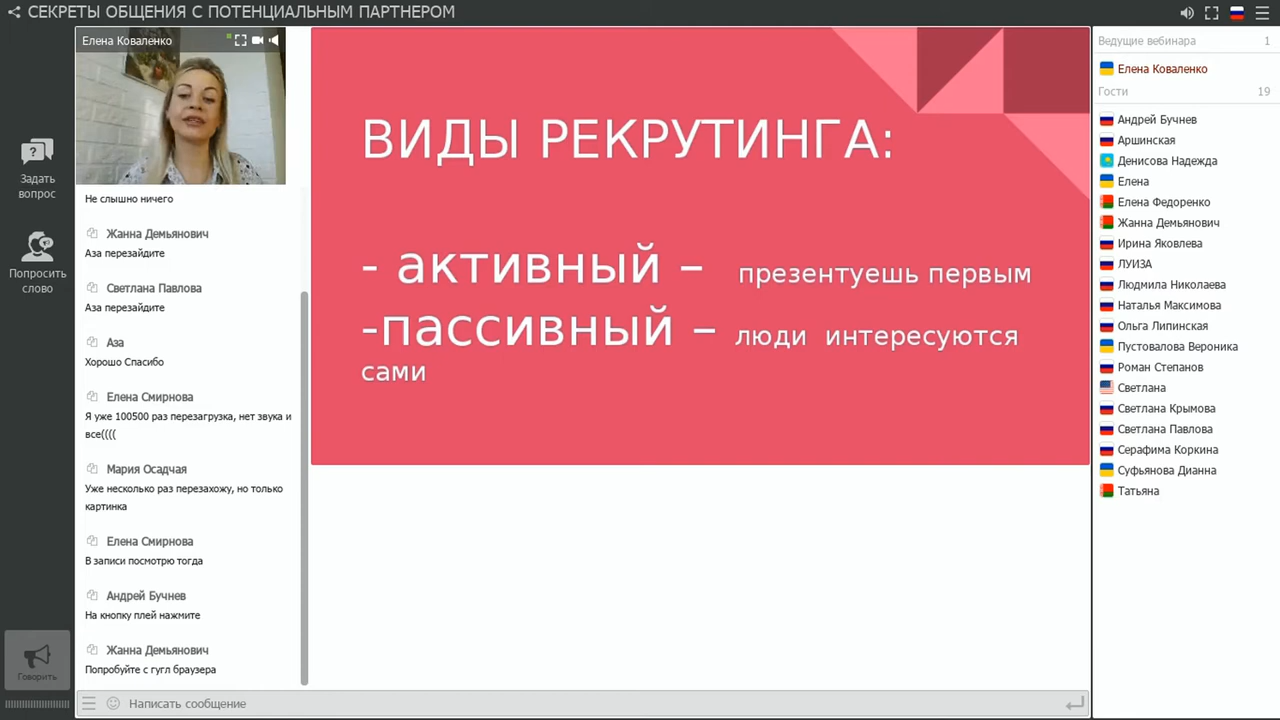 СЕКРЕТЫ ОБЩЕНИЯ С ПОТЕНЦИАЛЬНЫМ ПАРТНЕРОМ
Задать
вопрос
Попросить
слово
Говорить
Елена Коваленко
Не слышно ничего
Жанна Демьянович
Аза перезайдите
Светлана Павлова
Аза перезайдите
Аза
Хорошо Спасибо
Елена Смирнова
Я уже 100500 раз перезагрузка, нет звука и
все((((
Мария Осадчая
Уже несколько раз перезахожу, но только
картинка
Елена Смирнова
В записи посмотрю тогда
Андрей Бучнев
На кнопку плей нажмите
Жанна Демьянович
Попробуйте с гугл браузера
Написать сообщение
ВИДЫ РЕКРУТИНГА:
- активный – презентуешь первым
-пассивный – люди интересуются
сами
Ведущие вебинара 1
Елена Коваленко
Гости 19
Андрей Бучнев
Аршинская
Денисова Надежда
Елена
Елена Федоренко
Жанна Демьянович
Ирина Яковлева
ЛУИЗА
Людмила Николаева
Наталья Максимова
Ольга Липинская
Пустовалова Вероника
Роман Степанов
Светлана
Светлана Крымова
Светлана Павлова
Серафима Коркина
Суфьянова Дианна
Татьяна